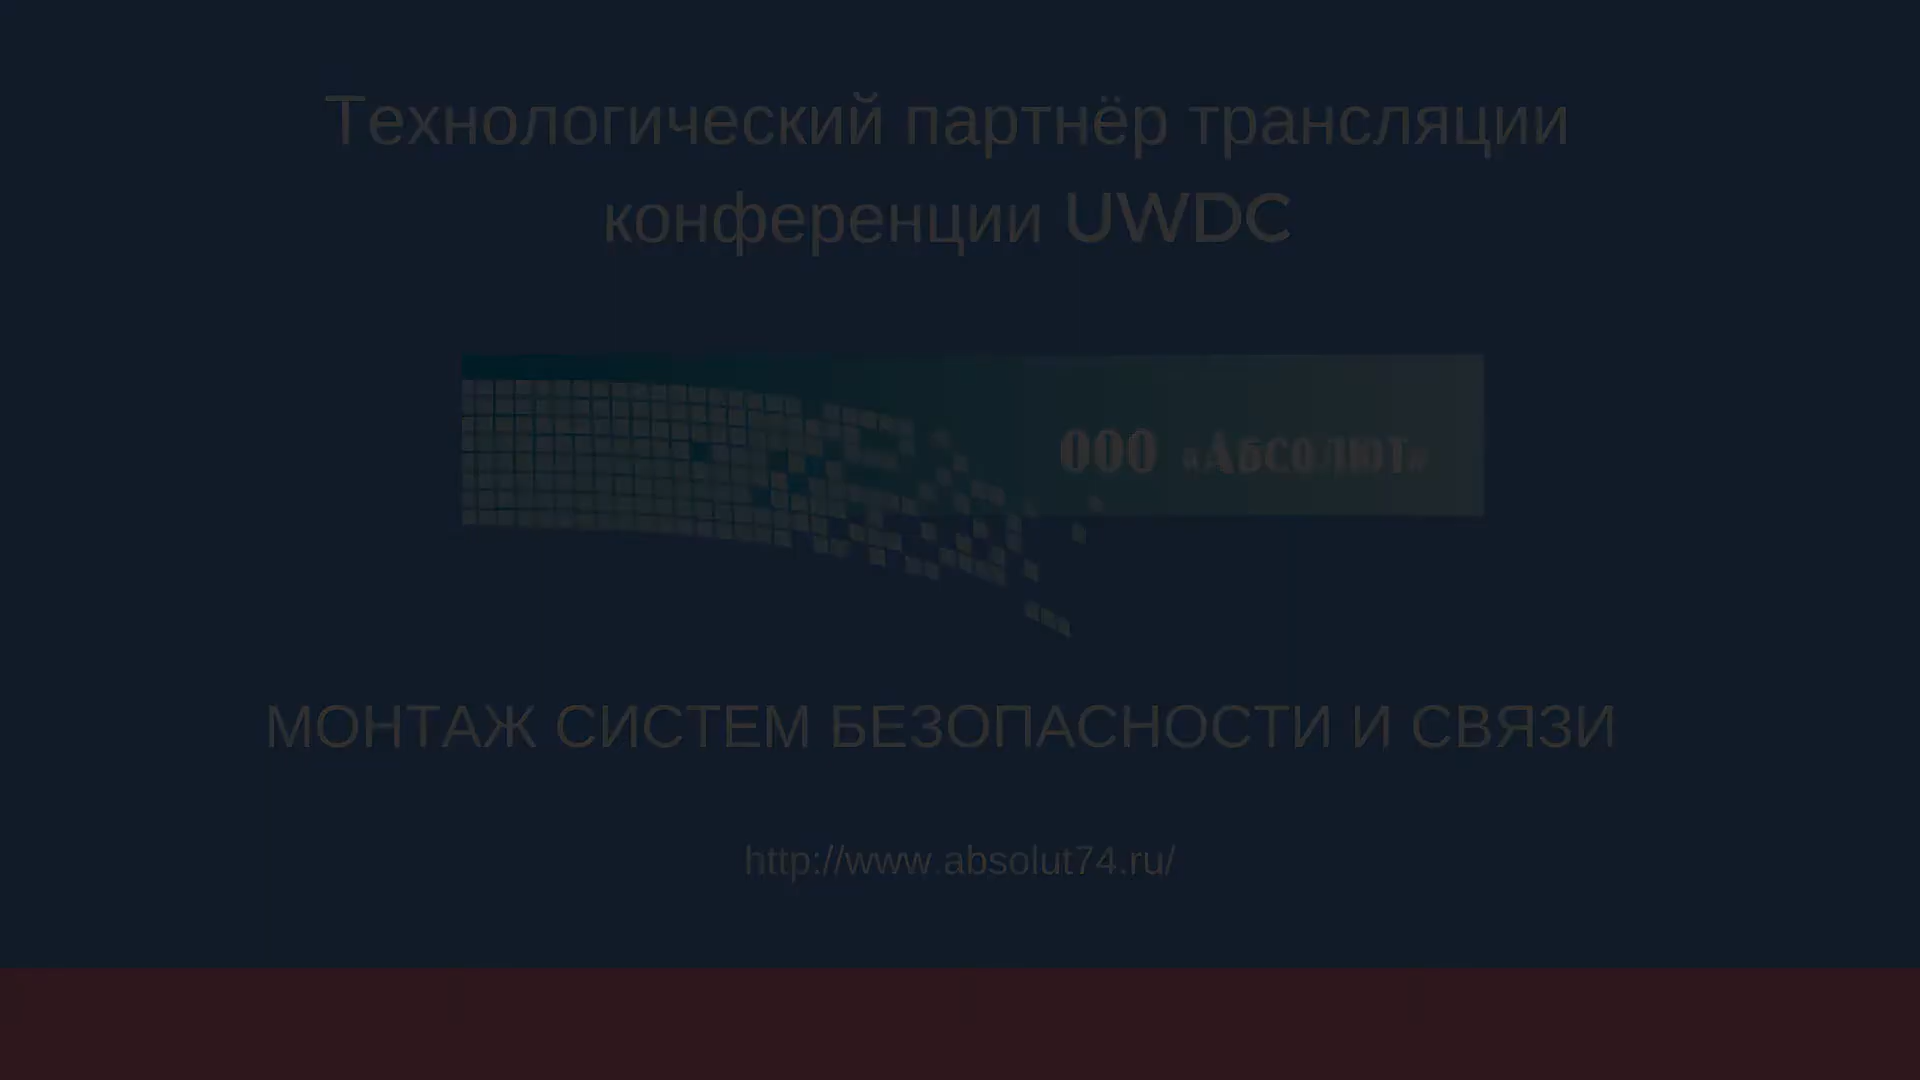 Технологический партнёр трансляции
конференции UWDC
ООО «Абсолют»
МОНТАЖ СИСТЕМ БЕЗОПАСНОСТИ И СВЯЗИ
http://www.absolut74.ru/